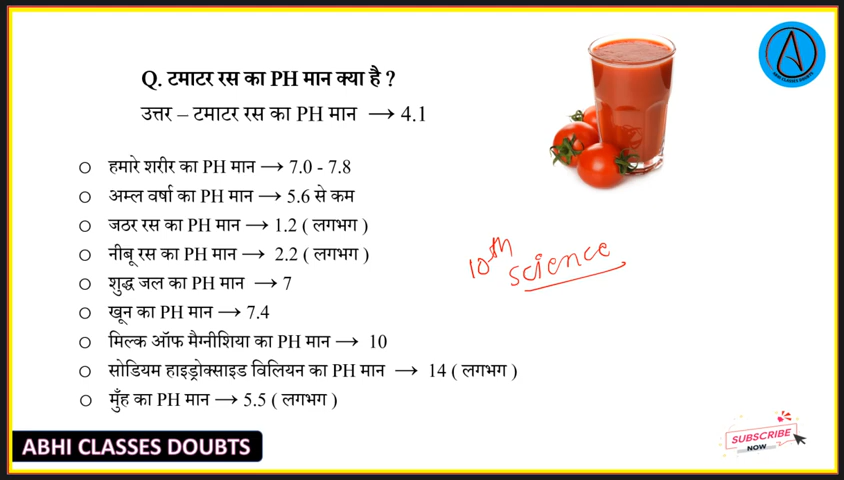 Q. टमाटर रस का PH मान क्या है ?
उत्तर – टमाटर रस का PH मान → 4.1
हमारे शरीर का PH मान → 7.0 - 7.8
अम्ल वर्षा का PH मान → 5.6 से कम
जठर रस का PH मान → 1.2 ( लगभग )
नीबू रस का PH मान → 2.2 ( लगभग )
शुद्ध जल का PH मान → 7
खून का PH मान → 7.4
मिल्क ऑफ मैग्नीशिया का PH मान → 10
सोडियम हाइड्रोक्साइड विलियन का PH मान → 14 ( लगभग )
मुँह का PH मान → 5.5 ( लगभग )
10th
science
ABHI CLASSES DOUBTS
ABHI CLASSES DOUBTS
SUBSCRIBE
NOW